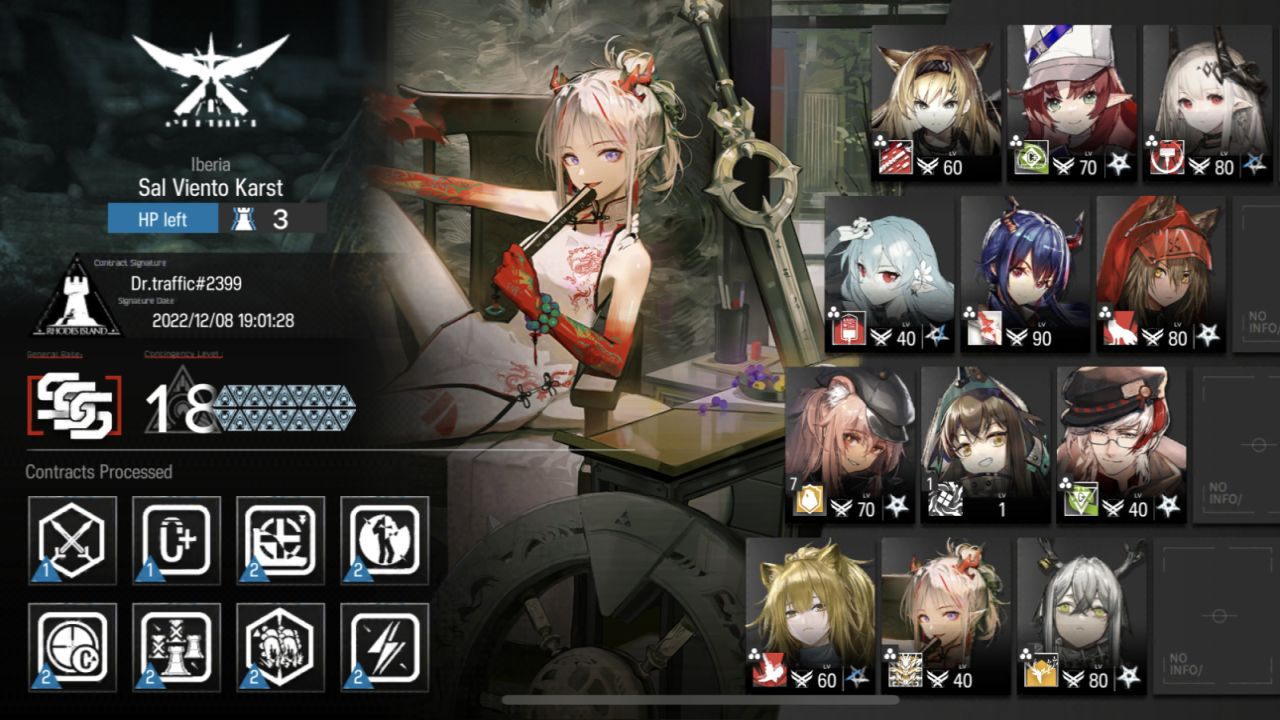 Iberia
Sal Viento Karst
HP left 3
Contract Signature
Dr.traffic#2399
Signature Date
2022/12/08 19:01:28
RHODES ISLAND
General Rate:
Contingency Level :
18
Contracts Processed
1 1 2 2
2 2 2 2
LV 60
LV 70
LV 80
LV 40
LV 90
LV 80
NO INFO/
7 LV 70
1 LV 1
LV 40
NO INFO/
LV 60
LV 40
LV 80
NO INFO/